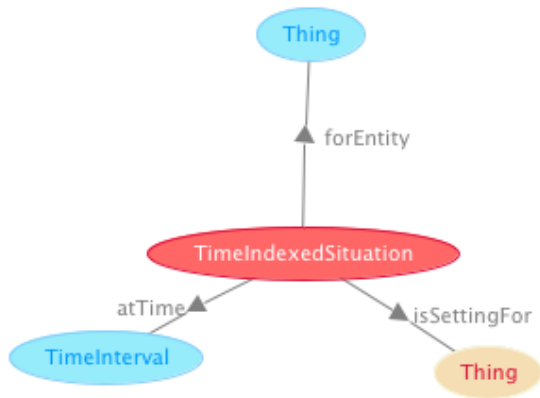 Thing
forEntity
TimeIndexedSituation
atTime
isSettingFor
TimeInterval
Thing